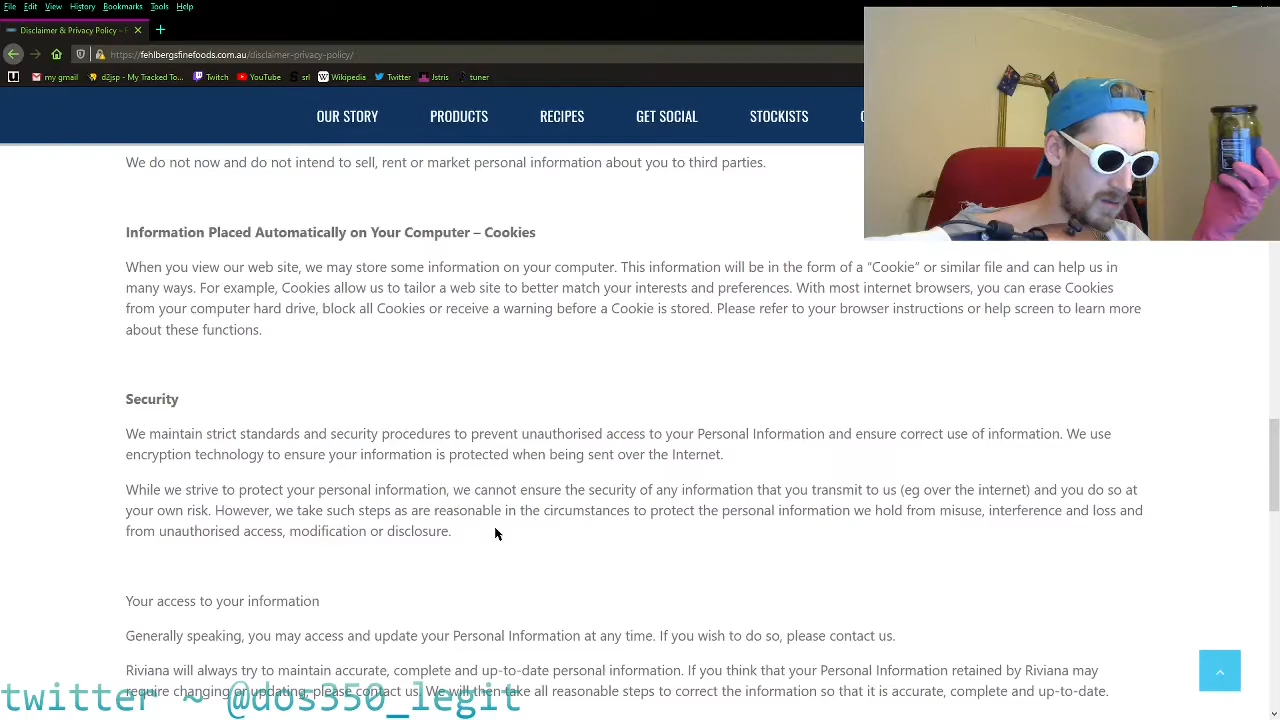 File Edit View History Bookmarks Tools Help
Disclaimer & Privacy Policy – F
https://fehlbergsfinefoods.com.au/disclaimer-privacy-policy/
my gmail d2jsp - My Tracked To... Twitch YouTube srl Wikipedia Twitter Jstris tuner
OUR STORY PRODUCTS RECIPES GET SOCIAL STOCKISTS
We do not now and do not intend to sell, rent or market personal information about you to third parties.
Information Placed Automatically on Your Computer – Cookies
When you view our web site, we may store some information on your computer. This information will be in the form of a “Cookie” or similar file and can help us in
many ways. For example, Cookies allow us to tailor a web site to better match your interests and preferences. With most internet browsers, you can erase Cookies
from your computer hard drive, block all Cookies or receive a warning before a Cookie is stored. Please refer to your browser instructions or help screen to learn more
about these functions.
Security
We maintain strict standards and security procedures to prevent unauthorised access to your Personal Information and ensure correct use of information. We use
encryption technology to ensure your information is protected when being sent over the Internet.
While we strive to protect your personal information, we cannot ensure the security of any information that you transmit to us (eg over the internet) and you do so at
your own risk. However, we take such steps as are reasonable in the circumstances to protect the personal information we hold from misuse, interference and loss and
from unauthorised access, modification or disclosure.
Your access to your information
Generally speaking, you may access and update your Personal Information at any time. If you wish to do so, please contact us.
Riviana will always try to maintain accurate, complete and up-to-date personal information. If you think that your Personal Information retained by Riviana may
require changing or updating, please contact us. We will then take all reasonable steps to correct the information so that it is accurate, complete and up-to-date.
twitter ~ @dos350_legit